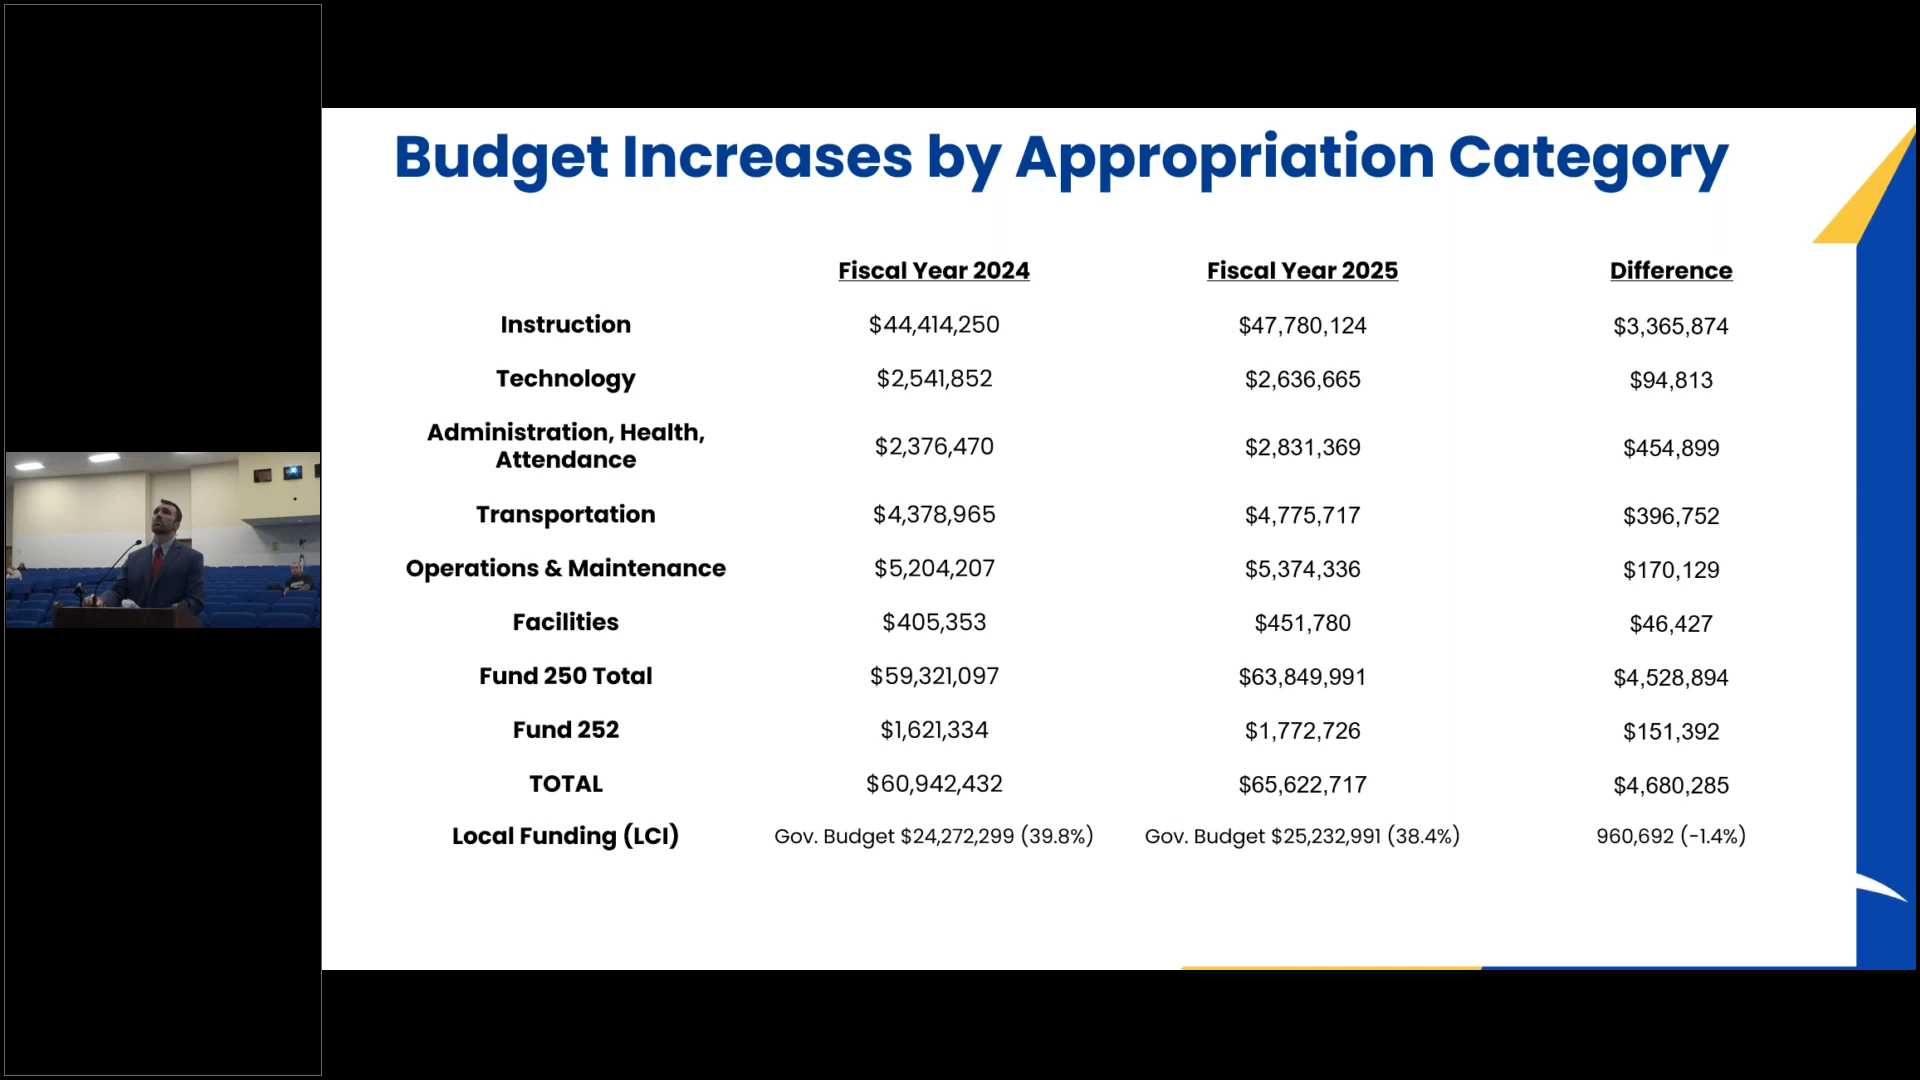 Budget Increases by Appropriation Category
Fiscal Year 2024 Fiscal Year 2025 Difference
Instruction $44,414,250 $47,780,124 $3,365,874
Technology $2,541,852 $2,636,665 $94,813
Administration, Health,
Attendance $2,376,470 $2,831,369 $454,899
Transportation $4,378,965 $4,775,717 $396,752
Operations & Maintenance $5,204,207 $5,374,336 $170,129
Facilities $405,353 $451,780 $46,427
Fund 250 Total $59,321,097 $63,849,991 $4,528,894
Fund 252 $1,621,334 $1,772,726 $151,392
TOTAL $60,942,432 $65,622,717 $4,680,285
Local Funding (LCI) Gov. Budget $24,272,299 (39.8%) Gov. Budget $25,232,991 (38.4%) 960,692 (-1.4%)